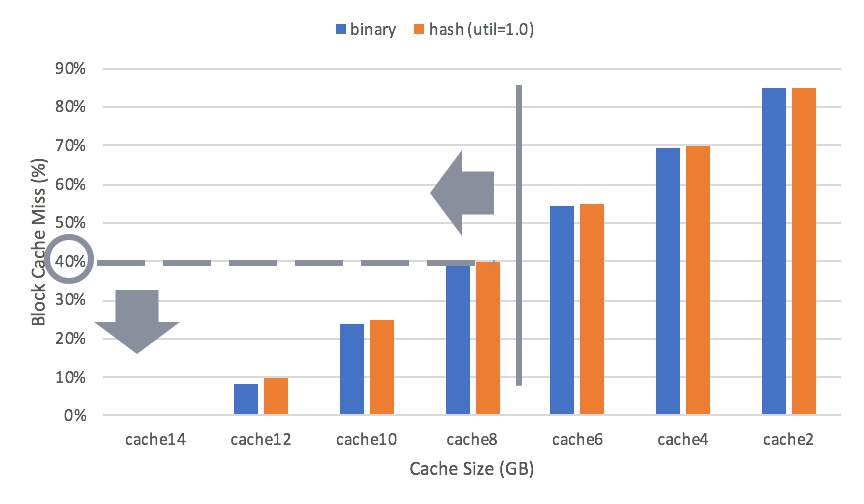 binary hash (util=1.0)
90%
80%
70%
60%
50%
40%
30%
20%
10%
0%
Block Cache Miss (%)
cache14 cache12 cache10 cache8 cache6 cache4 cache2
Cache Size (GB)